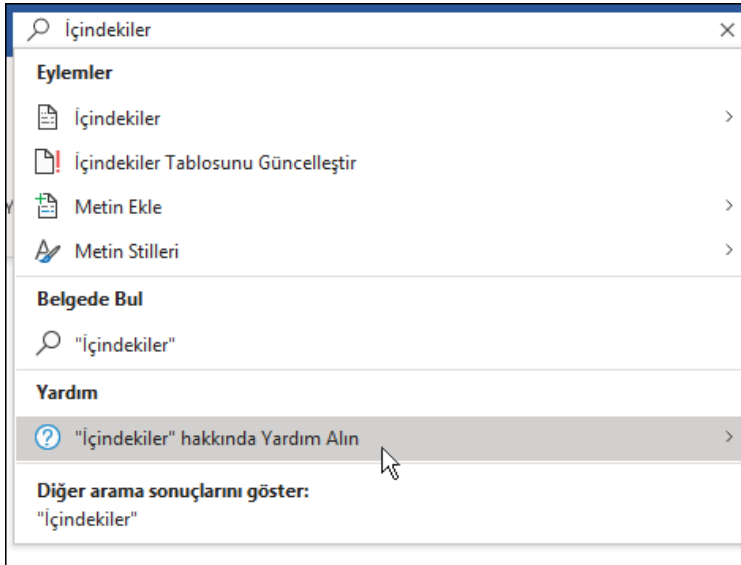 İçindekiler
Eylemler
İçindekiler
İçindekiler Tablosunu Güncelleştir
Metin Ekle
Metin Stilleri
Belgede Bul
"İçindekiler"
Yardım
"İçindekiler" hakkında Yardım Alın
Diğer arama sonuçlarını göster:
"İçindekiler"